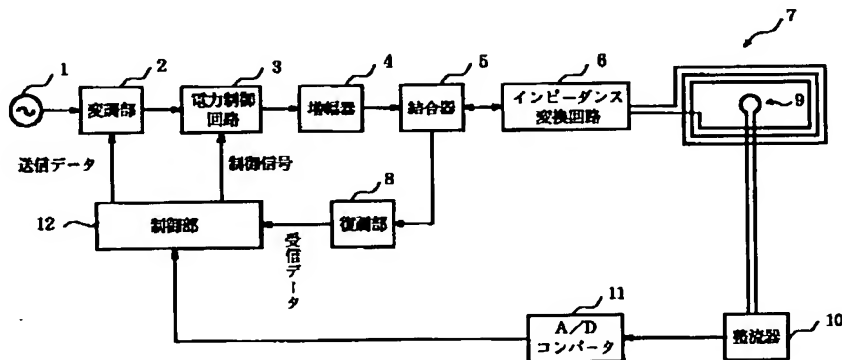 1
2
3
4
5
6
7
変調部
電力制御
回路
増幅器
結合器
インピーダンス
変換回路
9
送信データ
制御信号
8
12
制御部
復調部
受信データ
11
A/D
コンバータ
整流器
10